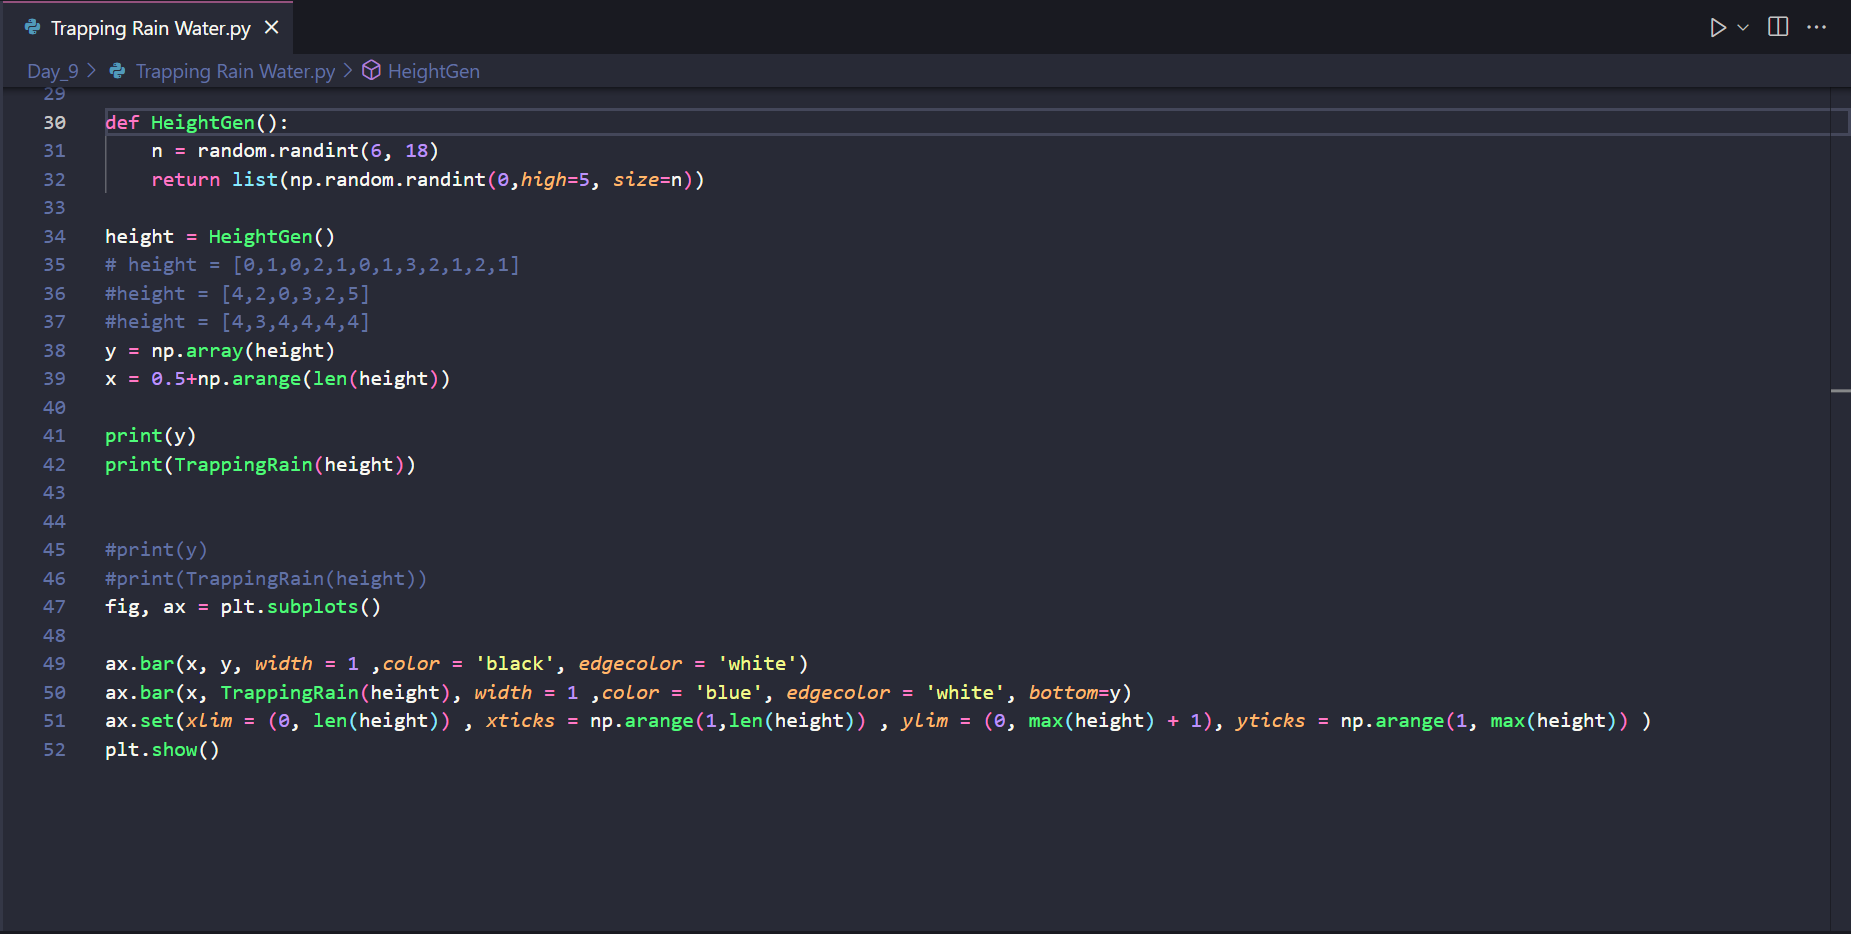 Trapping Rain Water.py
Day_9 > Trapping Rain Water.py > HeightGen
29
30 def HeightGen():
31     n = random.randint(6, 18)
32     return list(np.random.randint(0,high=5, size=n))
33
34 height = HeightGen()
35 # height = [0,1,0,2,1,0,1,3,2,1,2,1]
36 #height = [4,2,0,3,2,5]
37 #height = [4,3,4,4,4,4]
38 y = np.array(height)
39 x = 0.5+np.arange(len(height))
40
41 print(y)
42 print(TrappingRain(height))
43
44
45 #print(y)
46 #print(TrappingRain(height))
47 fig, ax = plt.subplots()
48
49 ax.bar(x, y, width = 1 ,color = 'black', edgecolor = 'white')
50 ax.bar(x, TrappingRain(height), width = 1 ,color = 'blue', edgecolor = 'white', bottom=y)
51 ax.set(xlim = (0, len(height)) , xticks = np.arange(1,len(height)) , ylim = (0, max(height) + 1), yticks = np.arange(1, max(height)) )
52 plt.show()